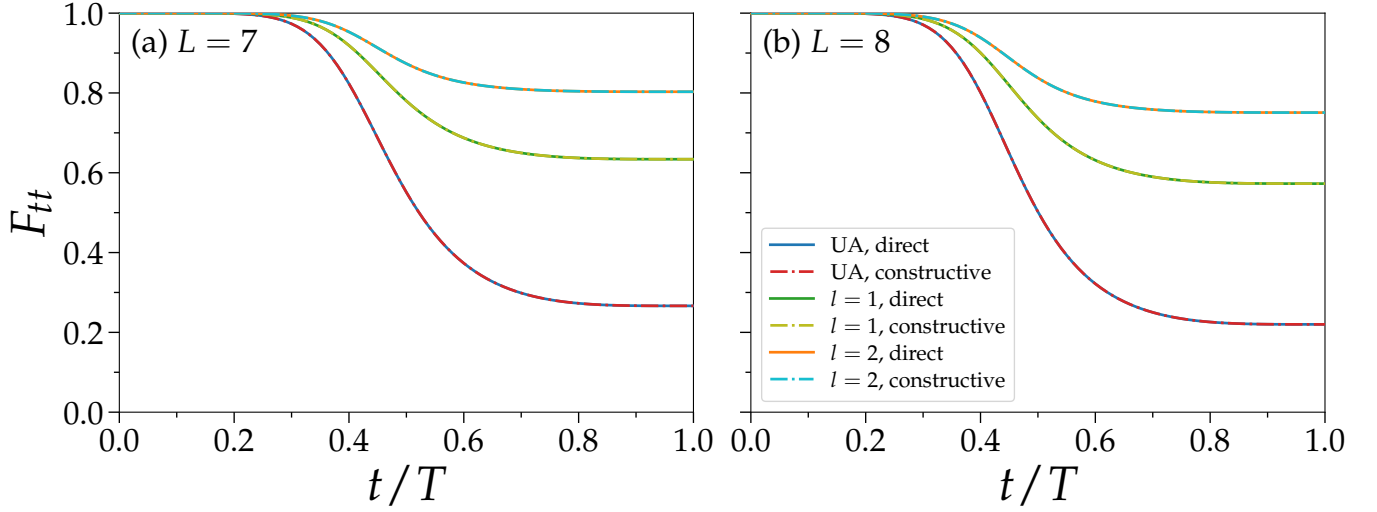 (a) L = 7
1.0
0.8
0.6
0.4
0.2
0.0
F_tt
0.0 0.2 0.4 0.6 0.8 1.0
t/T
(b) L = 8
UA, direct
UA, constructive
l = 1, direct
l = 1, constructive
l = 2, direct
l = 2, constructive
0.0 0.2 0.4 0.6 0.8 1.0
t/T